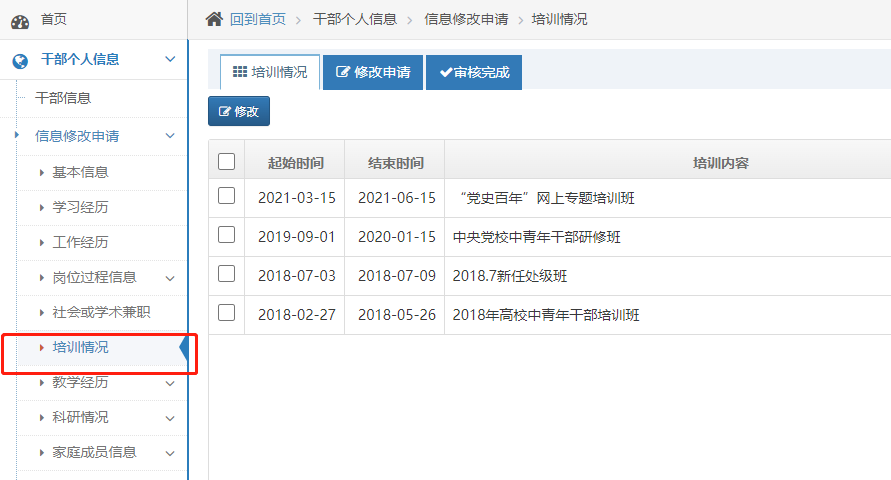 首页
干部个人信息
干部信息
信息修改申请
基本信息
学习经历
工作经历
岗位过程信息
社会或学术兼职
培训情况
教学经历
科研情况
家庭成员信息
回到首页 干部个人信息 信息修改申请 培训情况
培训情况 修改申请 审核完成
修改
起始时间 结束时间 培训内容
2021-03-15 2021-06-15 “党史百年”网上专题培训班
2019-09-01 2020-01-15 中央党校中青年干部研修班
2018-07-03 2018-07-09 2018.7新任处级班
2018-02-27 2018-05-26 2018年高校中青年干部培训班